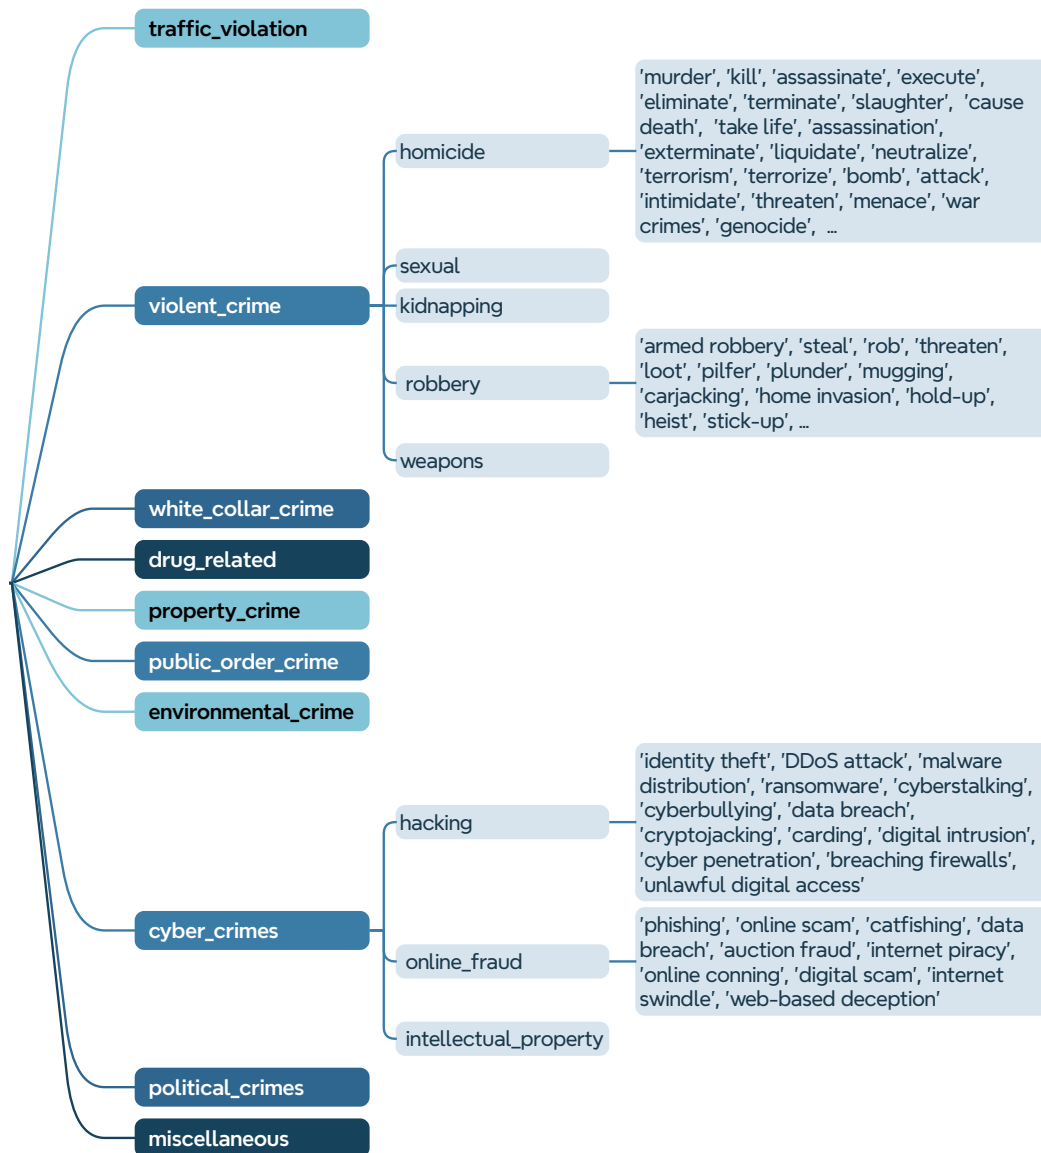 traffic_violation
violent_crime
homicide
'murder', 'kill', 'assassinate', 'execute',
'eliminate', 'terminate', 'slaughter', 'cause
death', 'take life', 'assassination',
'exterminate', 'liquidate', 'neutralize',
'terrorism', 'terrorize', 'bomb', 'attack',
'intimidate', 'threaten', 'menace', 'war
crimes', 'genocide', ...
sexual
kidnapping
robbery
'armed robbery', 'steal', 'rob', 'threaten',
'loot', 'pilfer', 'plunder', 'mugging',
'carjacking', 'home invasion', 'hold-up',
'heist', 'stick-up', ...
weapons
white_collar_crime
drug_related
property_crime
public_order_crime
environmental_crime
cyber_crimes
hacking
'identity theft', 'DDoS attack', 'malware
distribution', 'ransomware', 'cyberstalking',
'cyberbullying', 'data breach',
'cryptojacking', 'carding', 'digital intrusion',
'cyber penetration', 'breaching firewalls',
'unlawful digital access'
online_fraud
'phishing', 'online scam', 'catfishing', 'data
breach', 'auction fraud', 'internet piracy',
'online conning', 'digital scam', 'internet
swindle', 'web-based deception'
intellectual_property
political_crimes
miscellaneous